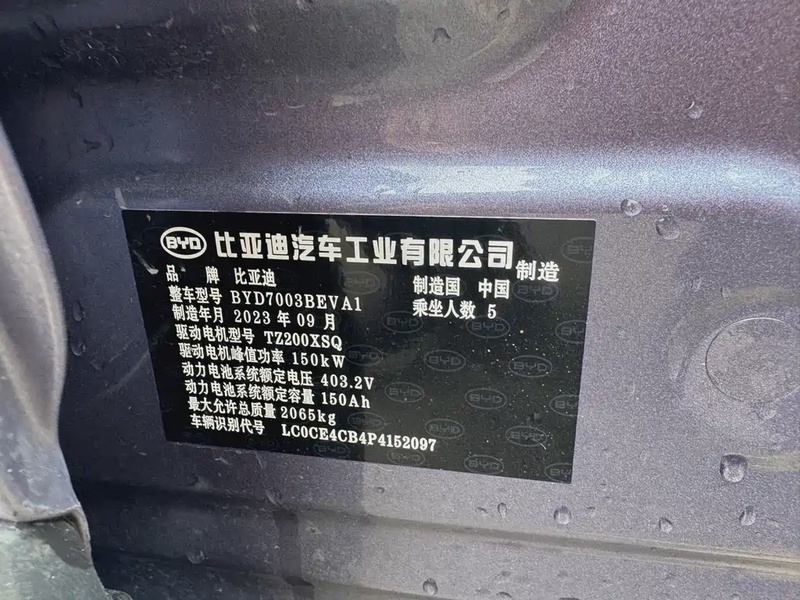 BYD 比亚迪汽车工业有限公司 制造
品 牌 比亚迪 制造国 中国
整车型号 BYD7003BEVA1 乘坐人数 5
制造年月 2023 年 09 月
驱动电机型号 TZ200XSQ
驱动电机峰值功率 150kW
动力电池系统额定电压 403.2V
动力电池系统额定容量 150Ah
最大允许总质量 2065kg
车辆识别代号 LC0CE4CB4P4152097